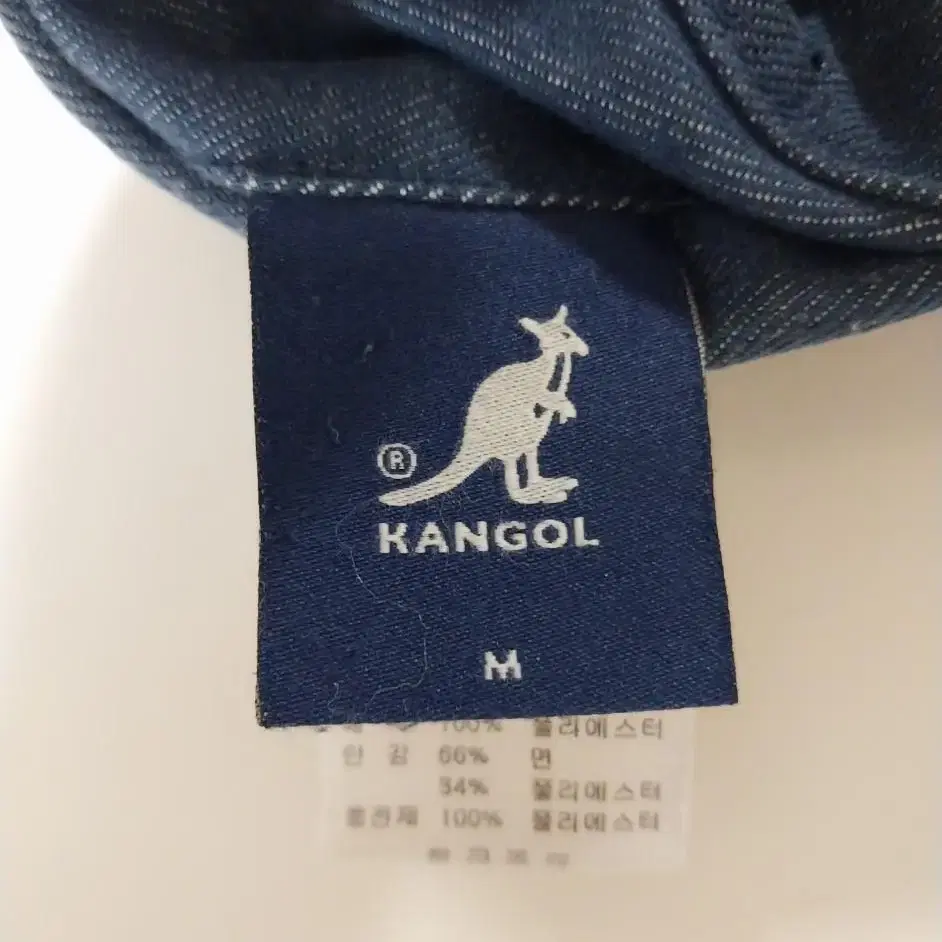 ®
KANGOL
M
100% 폴리에스터
안 감 66% 면
34% 폴리에스터
충전재 100% 폴리에스터